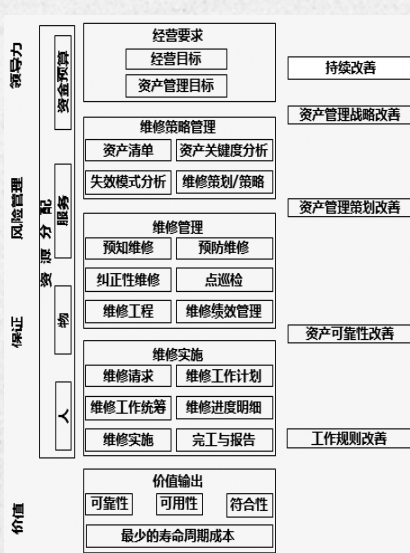 领导力
风险管理
保证
价值
资源分配
资金预算
服务
物
人
经营要求
经营目标
资产管理目标
维修策略管理
资产清单 资产关键度分析
失效模式分析 维修策划/策略
维修管理
预知维修 预防维修
纠正性维修 点巡检
维修工程 维修绩效管理
维修实施
维修请求 维修工作计划
维修工作统筹 维修进度明细
维修实施 完工与报告
价值输出
可靠性 可用性 符合性
最少的寿命周期成本
持续改善
资产管理战略改善
资产管理策划改善
资产可靠性改善
工作规则改善